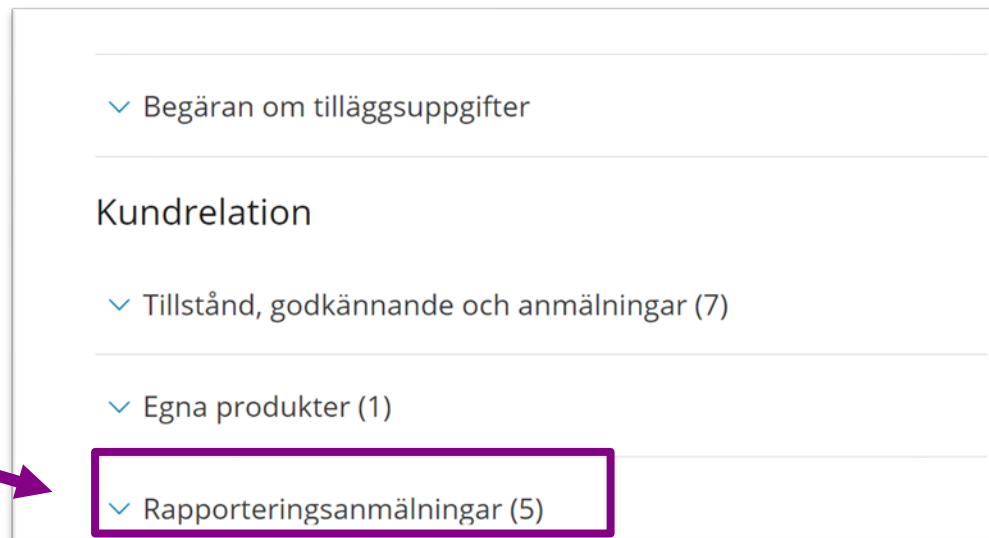 Begäran om tilläggsuppgifter
Kundrelation
Tillstånd, godkännande och anmälningar (7)
Egna produkter (1)
Rapporteringsanmälningar (5)